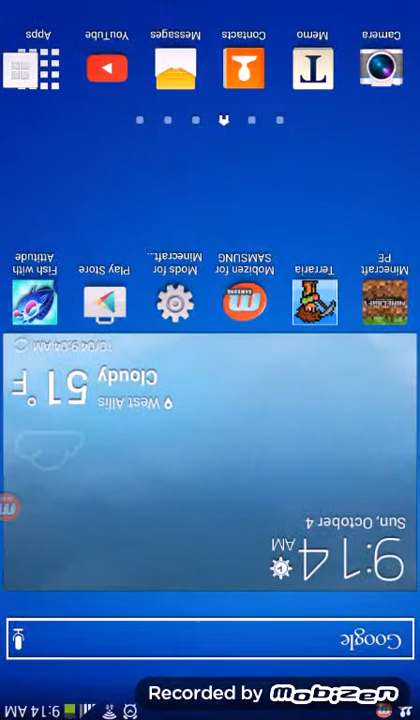 9:14 AM
Google
9:14 AM
Sun, October 4
West Allis
Cloudy
51°F
10/04 9:04 AM
Minecraft PE
Terraria
Mobizen for SAMSUNG
Mods for Minecraft...
Play Store
Fish with Attitude
Camera
Memo
Contacts
Messages
YouTube
Apps
Recorded by Mobizen